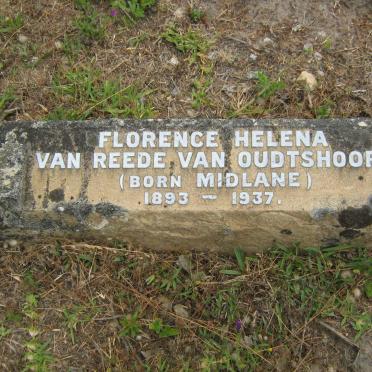 FLORENCE HELENA
VAN REEDE VAN OUDTSHOOR
(BORN MIDLANE)
1893 – 1937.